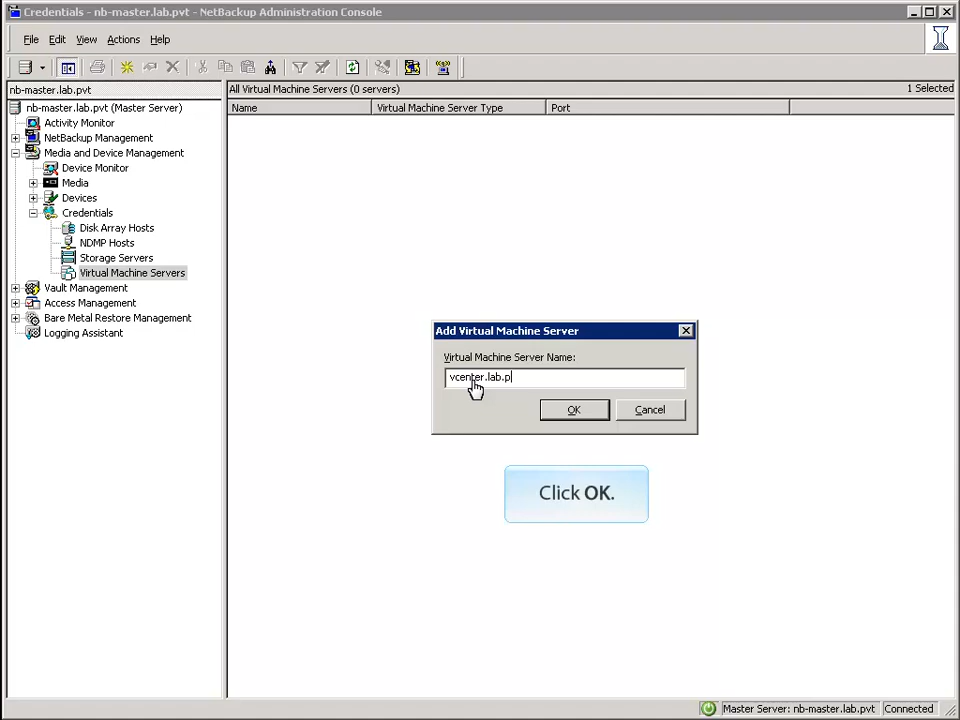 Credentials - nb-master.lab.pvt - NetBackup Administration Console
File Edit View Actions Help
nb-master.lab.pvt
All Virtual Machine Servers (0 servers) 1 Selected
nb-master.lab.pvt (Master Server)
Name Virtual Machine Server Type Port
Activity Monitor
NetBackup Management
Media and Device Management
Device Monitor
Media
Devices
Credentials
Disk Array Hosts
NDMP Hosts
Storage Servers
Virtual Machine Servers
Vault Management
Access Management
Bare Metal Restore Management
Logging Assistant
Add Virtual Machine Server
Virtual Machine Server Name:
vcenter.lab.p
OK Cancel
Click OK.
Master Server: nb-master.lab.pvt Connected